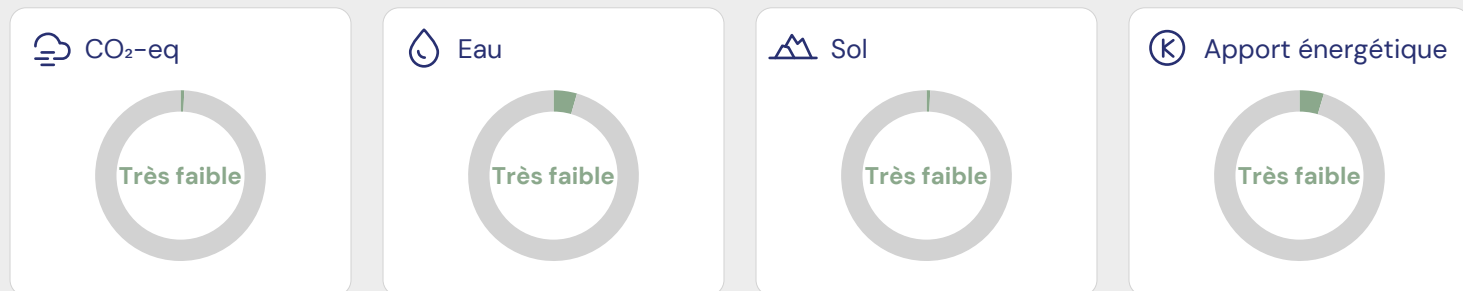 CO₂-eq
Très faible
Eau
Très faible
Sol
Très faible
Apport énergétique
Très faible